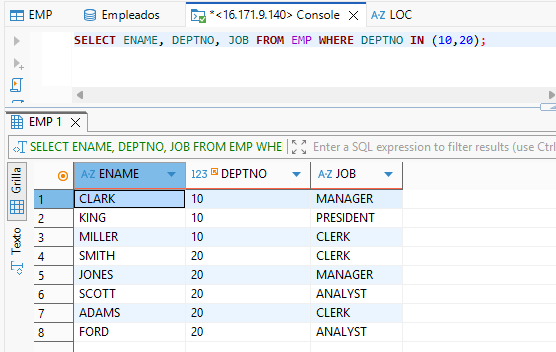 EMP Empleados *<16.171.9.140> Console A-Z LOC
SELECT ENAME, DEPTNO, JOB FROM EMP WHERE DEPTNO IN (10,20);
EMP 1
SELECT ENAME, DEPTNO, JOB FROM EMP WHE Enter a SQL expression to filter results (use Ctrl
Grilla
Texto
A-Z ENAME 123 DEPTNO A-Z JOB
1 CLARK 10 MANAGER
2 KING 10 PRESIDENT
3 MILLER 10 CLERK
4 SMITH 20 CLERK
5 JONES 20 MANAGER
6 SCOTT 20 ANALYST
7 ADAMS 20 CLERK
8 FORD 20 ANALYST